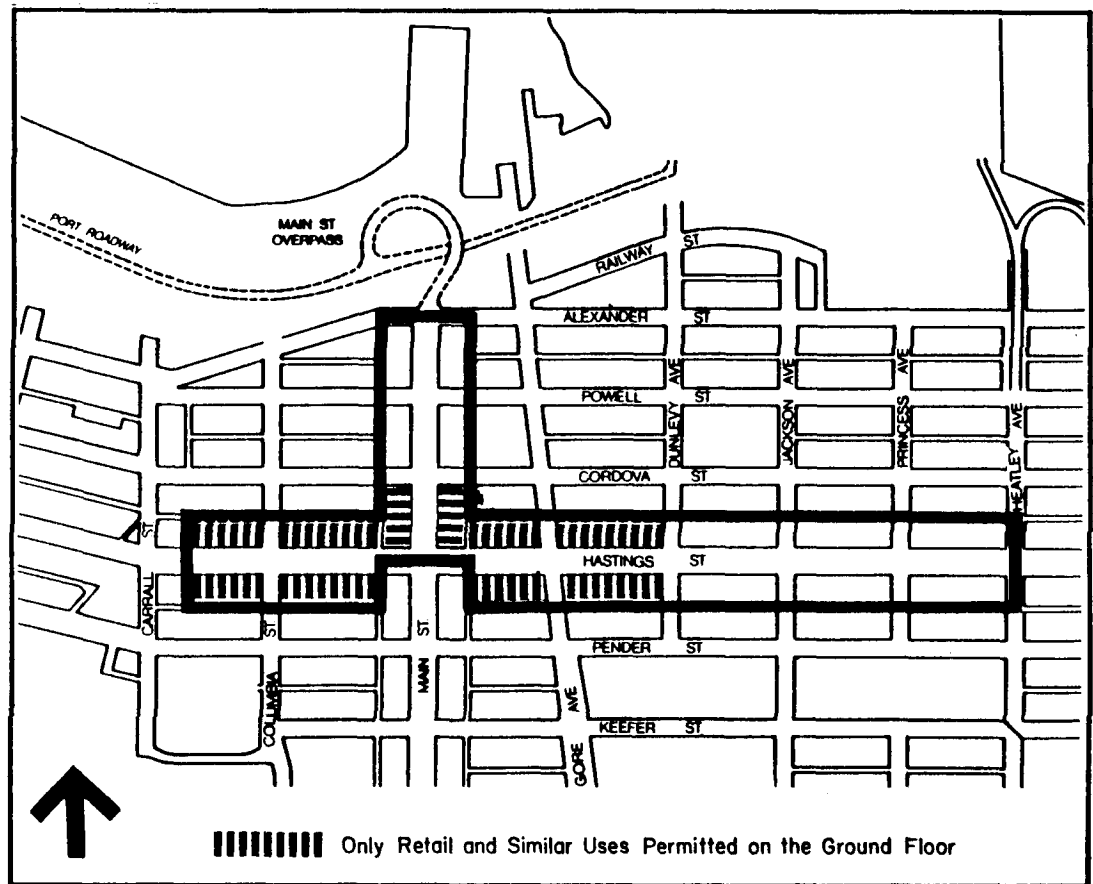 PORT ROADWAY
MAIN ST
OVERPASS
RAILWAY ST
ALEXANDER ST
POWELL ST
DUNLEVY AVE
JACKSON AVE
PRINCESS AVE
HEATLEY AVE
CORDOVA ST
HASTINGS ST
CARRALL ST
PENDER ST
COLUMBIA ST
MAIN ST
GORE AVE
KEEFER ST
Only Retail and Similar Uses Permitted on the Ground Floor